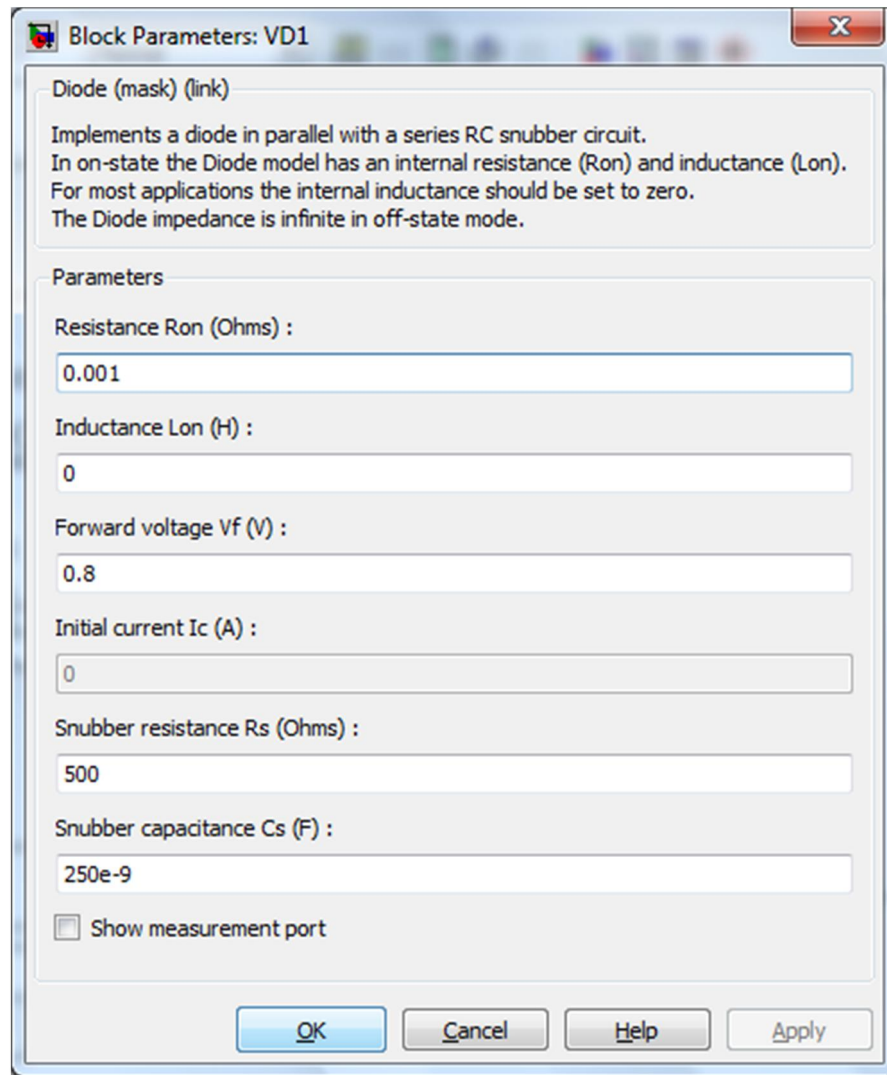 Block Parameters: VD1
Diode (mask) (link)
Implements a diode in parallel with a series RC snubber circuit.
In on-state the Diode model has an internal resistance (Ron) and inductance (Lon).
For most applications the internal inductance should be set to zero.
The Diode impedance is infinite in off-state mode.
Parameters
Resistance Ron (Ohms) :
0.001
Inductance Lon (H) :
0
Forward voltage Vf (V) :
0.8
Initial current Ic (A) :
0
Snubber resistance Rs (Ohms) :
500
Snubber capacitance Cs (F) :
250e-9
Show measurement port
OK Cancel Help Apply